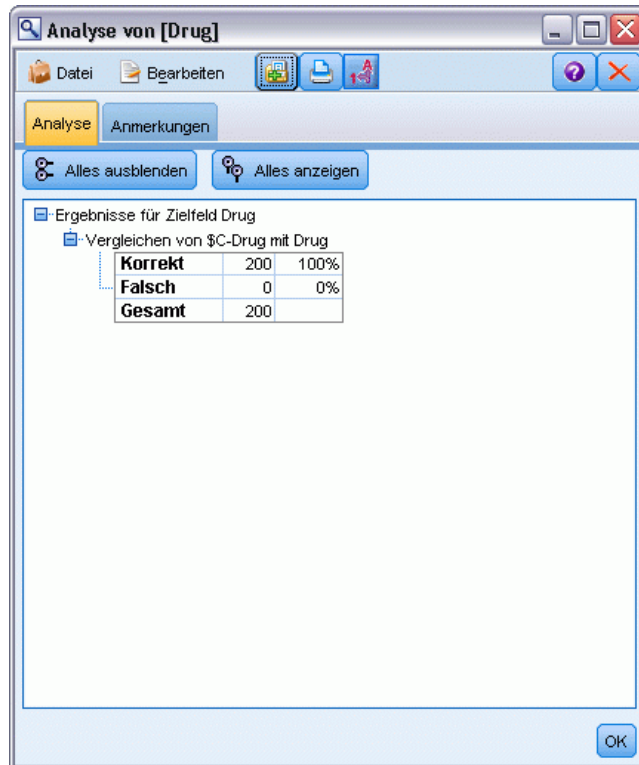 Analyse von [Drug]
Datei Bearbeiten
Analyse Anmerkungen
Alles ausblenden Alles anzeigen
Ergebnisse für Zielfeld Drug
Vergleichen von $C-Drug mit Drug
Korrekt 200 100%
Falsch 0 0%
Gesamt 200
OK